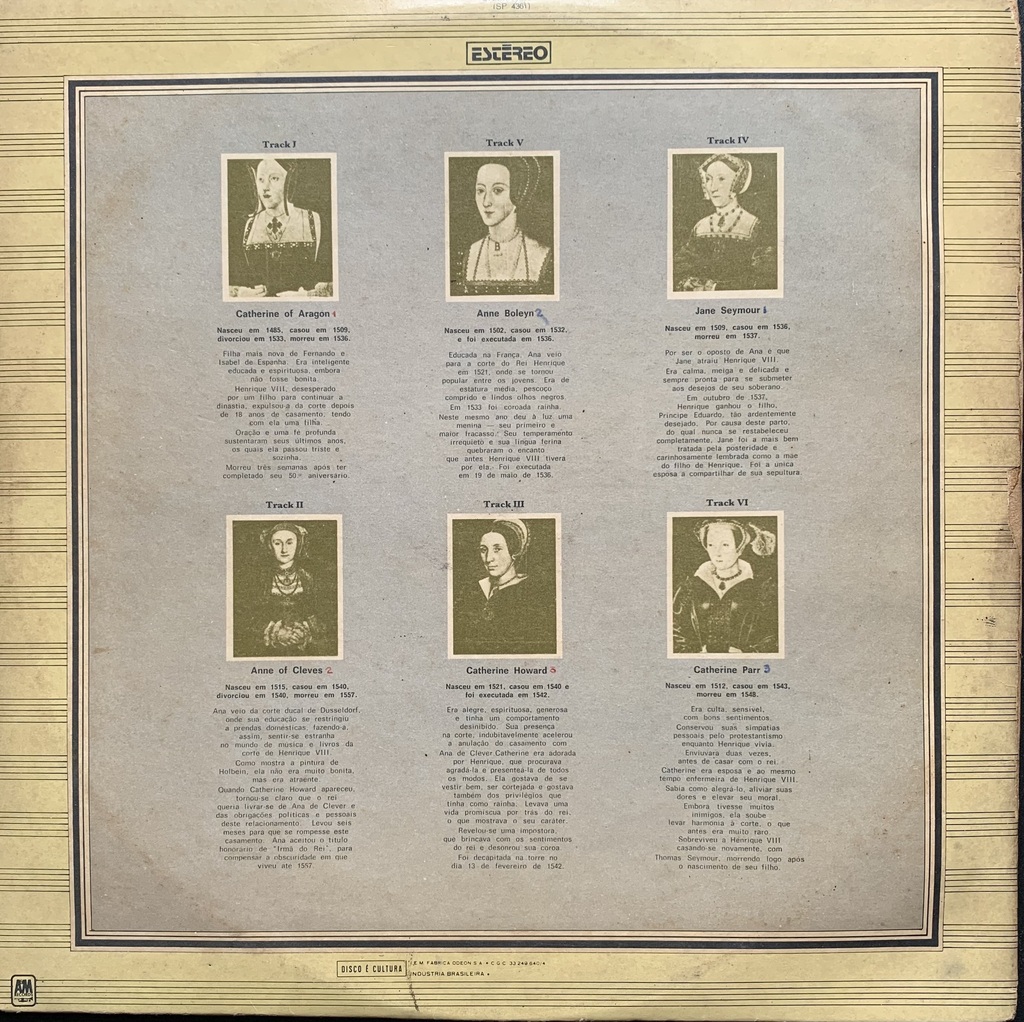 (SP 4361)
ESTÉREO
Track I
Catherine of Aragon 1
Nasceu em 1485, casou em 1509,
divorciou em 1533, morreu em 1536.
Filha mais nova de Fernando e
Isabel de Espanha. Era inteligente
educada e espirituosa, embora
não fosse bonita.
Henrique VIII, desesperado
por um filho para continuar a
dinastia, expulsou-a da corte depois
de 18 anos de casamento, tendo
com ela uma filha.
Oração e uma fé profunda
sustentaram seus últimos anos,
os quais ela passou triste e
sozinha.
Morreu três semanas após ter
completado seu 50º aniversário.
Track V
Anne Boleyn 2
Nasceu em 1502, casou em 1532,
e foi executada em 1536.
Educada na França, Ana veio
para a corte do Rei Henrique
em 1521, onde se tornou
popular entre os jovens. Era de
estatura média, pescoço
comprido e lindos olhos negros.
Em 1533 foi coroada rainha.
Neste mesmo ano deu à luz uma
menina — seu primeiro e
maior fracasso. Seu temperamento
irrequieto e sua língua ferina
quebraram o encanto
que antes Henrique VIII tivera
por ela. Foi executada
em 19 de maio de 1536.
Track IV
Jane Seymour 1
Nasceu em 1509, casou em 1536,
morreu em 1537.
Por ser o oposto de Ana é que
Jane atraiu Henrique VIII.
Era calma, meiga e delicada e
sempre pronta para se submeter
aos desejos de seu soberano.
Em outubro de 1537,
Henrique ganhou o filho,
Príncipe Eduardo, tão ardentemente
desejado. Por causa deste parto,
do qual nunca se restabeleceu
completamente, Jane foi a mais bem
tratada pela posteridade e
carinhosamente lembrada como a mãe
do filho de Henrique. Foi a única
esposa a compartilhar de sua sepultura.
Track II
Anne of Cleves 2
Nasceu em 1515, casou em 1540,
divorciou em 1540, morreu em 1557.
Ana veio da corte ducal de Dusseldorf,
onde sua educação se restringiu
a prendas domésticas, fazendo-a,
assim, sentir-se estranha
no mundo de música e livros da
corte de Henrique VIII.
Como mostra a pintura de
Holbein, ela não era muito bonita,
mas era atraente.
Quando Catherine Howard apareceu,
tornou-se claro que o rei
queria livrar-se de Ana de Clever e
das obrigações políticas e pessoais
deste relacionamento. Levou seis
meses para que se rompesse este
casamento. Ana aceitou o título
honorário de "Irmã do Rei", para
compensar a obscuridade em que
viveu até 1557.
Track III
Catherine Howard 3
Nasceu em 1521, casou em 1540 e
foi executada em 1542.
Era alegre, espirituosa, generosa
e tinha um comportamento
desinibido. Sua presença
na corte, indubitavelmente acelerou
a anulação do casamento com
Ana de Clever. Catherine era adorada
por Henrique, que procurava
agradá-la e presenteá-la de todos
os modos. Ela gostava de se
vestir bem, ser cortejada e gostava
também dos privilégios que
tinha como rainha. Levava uma
vida promíscua por trás do rei,
o que mostrava o seu caráter.
Revelou-se uma impostora,
que brincava com os sentimentos
do rei e desonrou sua coroa.
Foi decapitada na torre no
dia 13 de fevereiro de 1542.
Track VI
Catherine Parr 3
Nasceu em 1512, casou em 1543,
morreu em 1548.
Era culta, sensível,
com bons sentimentos.
Conservou suas simpatias
pessoais pelo protestantismo
enquanto Henrique vivia.
Enviuvara duas vezes,
antes de casar com o rei.
Catherine era esposa e ao mesmo
tempo enfermeira de Henrique VIII.
Sabia como alegrá-lo, aliviar suas
dores e elevar seu moral.
Embora tivesse muitos
inimigos, ela soube
levar harmonia à corte, o que
antes era muito raro.
Sobreviveu a Henrique VIII
casando-se novamente, com
Thomas Seymour, morrendo logo após
o nascimento de seu filho.
DISCO É CULTURA
I.E.M. FABRICA ODEON S A
INDÚSTRIA BRASILEIRA
AM
RECORDS